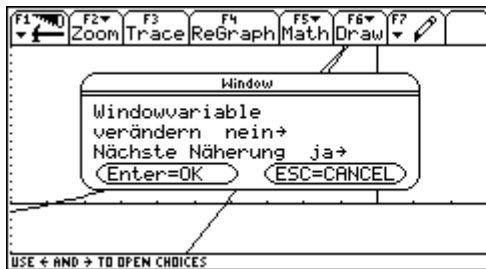 F1 F2 F3 F4 F5 F6 F7
Zoom Trace ReGraph Math Draw
Window
Windowvariable
verändern nein→
Nächste Näherung ja→
Enter=OK ESC=CANCEL
USE ← AND → TO OPEN CHOICES